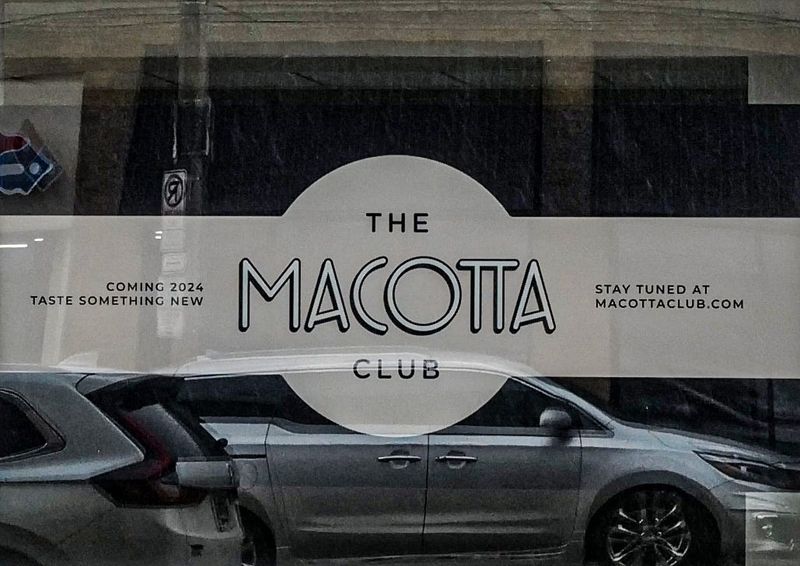 THE
MACOTTA
CLUB
COMING 2024
TASTE SOMETHING NEW
STAY TUNED AT
MACOTTACLUB.COM